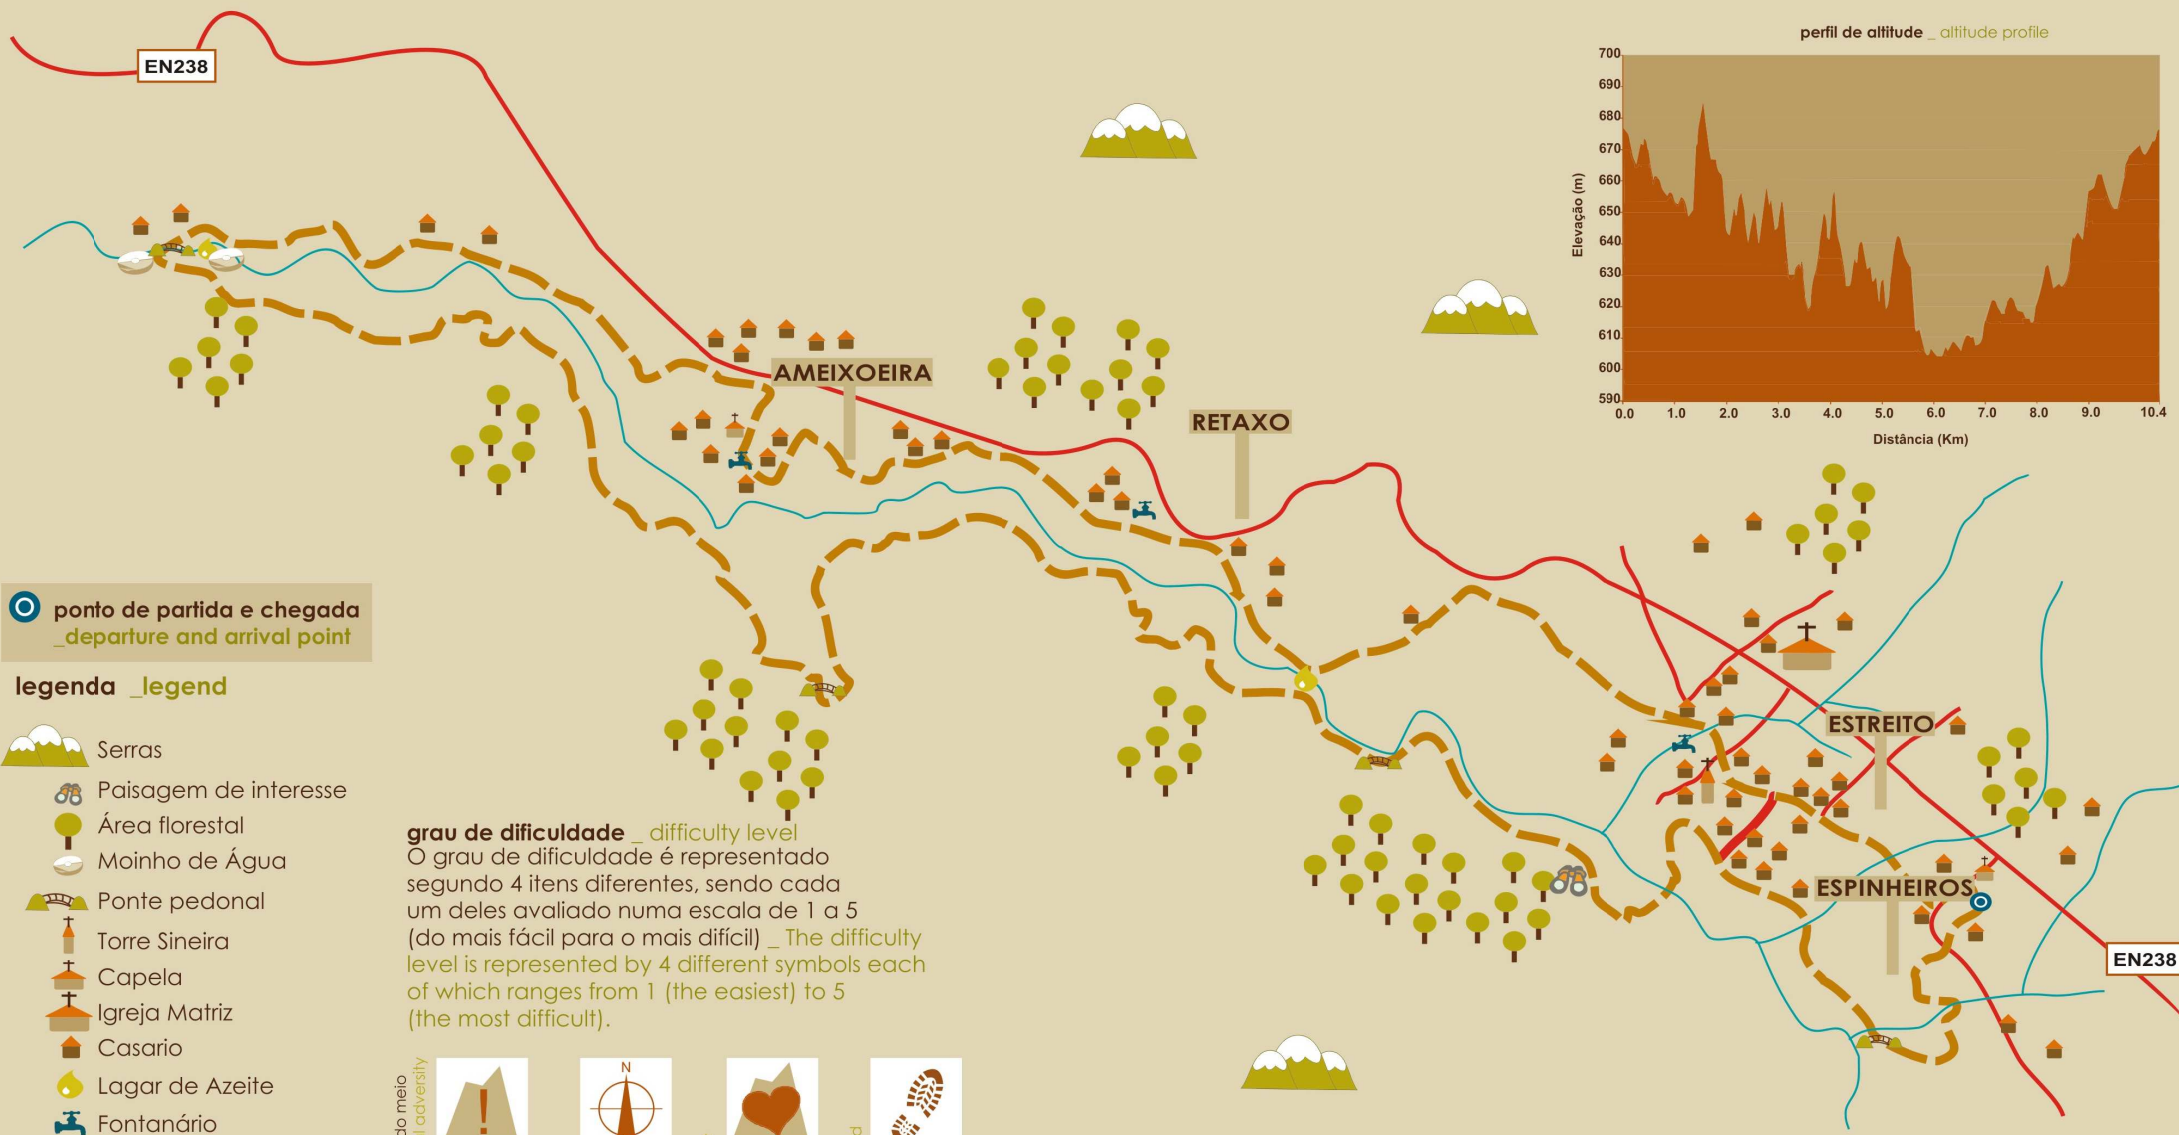 EN238
perfil de altitude _ altitude profile
700
690
680
670
660
650
640
630
620
610
600
590
Elevação (m)
0.0 1.0 2.0 3.0 4.0 5.0 6.0 7.0 8.0 9.0 10.4
Distância (Km)
AMEIXOEIRA
RETAXO
ESTREITO
ESPINHEIROS
EN238
ponto de partida e chegada
_departure and arrival point
legenda _legend
Serras
Paisagem de interesse
Área florestal
Moinho de Água
Ponte pedonal
Torre Sineira
Capela
Igreja Matriz
Casario
Lagar de Azeite
Fontanário
grau de dificuldade _ difficulty level
O grau de dificuldade é representado
segundo 4 itens diferentes, sendo cada
um deles avaliado numa escala de 1 a 5
(do mais fácil para o mais difícil) _ The difficulty
level is represented by 4 different symbols each
of which ranges from 1 (the easiest) to 5
(the most difficult).
do meio
adversity
!
N